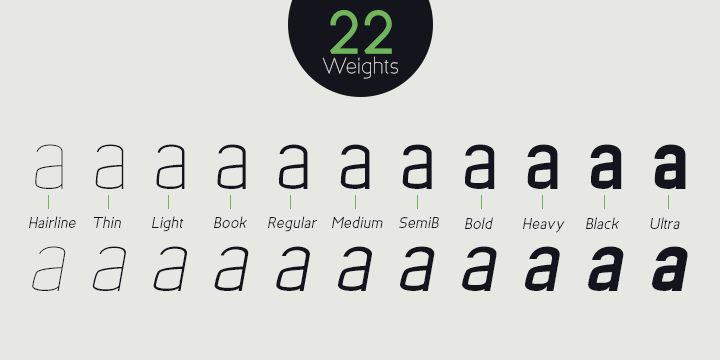 22
Weights
a a a a a a a a a a a
Hairline Thin Light Book Regular Medium SemiB Bold Heavy Black Ultra
a a a a a a a a a a a